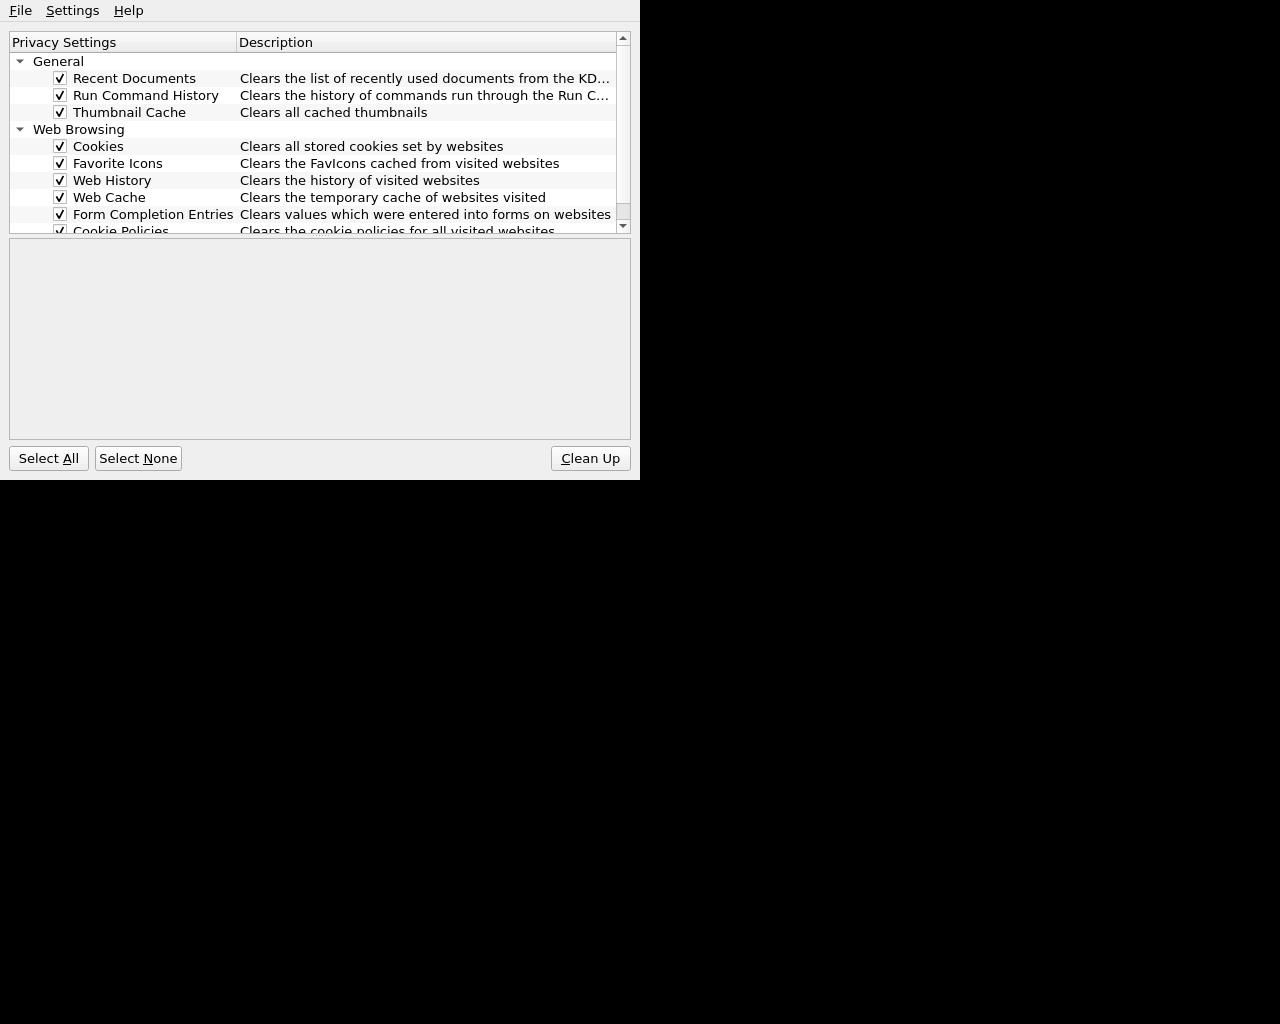 File Settings Help
Privacy Settings Description
General
Recent Documents Clears the list of recently used documents from the KD...
Run Command History Clears the history of commands run through the Run C...
Thumbnail Cache Clears all cached thumbnails
Web Browsing
Cookies Clears all stored cookies set by websites
Favorite Icons Clears the FavIcons cached from visited websites
Web History Clears the history of visited websites
Web Cache Clears the temporary cache of websites visited
Form Completion Entries Clears values which were entered into forms on websites
Cookie Policies Clears the cookie policies for all visited websites
Select All Select None Clean Up